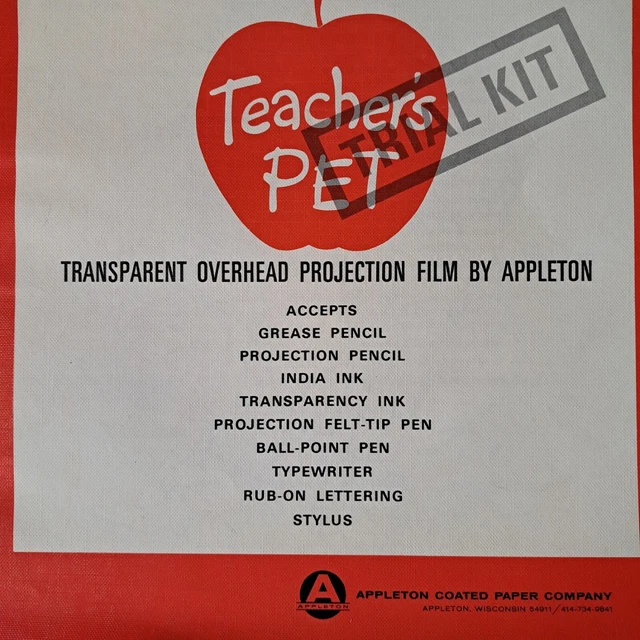 Teacher's
PET
TRIAL KIT
TRANSPARENT OVERHEAD PROJECTION FILM BY APPLETON
ACCEPTS
GREASE PENCIL
PROJECTION PENCIL
INDIA INK
TRANSPARENCY INK
PROJECTION FELT-TIP PEN
BALL-POINT PEN
TYPEWRITER
RUB-ON LETTERING
STYLUS
A
APPLETON
APPLETON COATED PAPER COMPANY
APPLETON, WISCONSIN 54911 / 414-734-9841